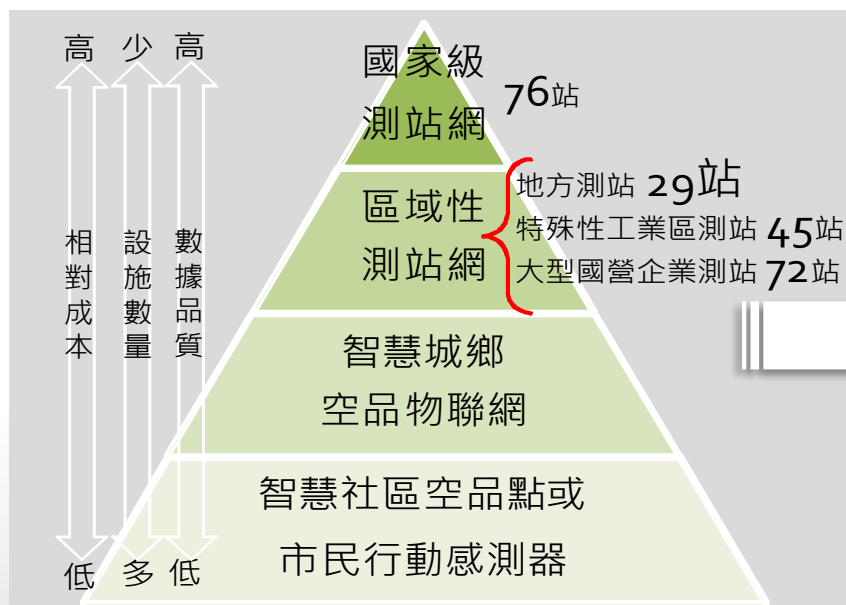 高 少 高
國家級
測站網
76站
區域性
測站網
地方測站 29站
特殊性工業區測站 45站
大型國營企業測站 72站
相對成本
設施數量
數據品質
智慧城鄉
空品物聯網
智慧社區空品點或
市民行動感測器
低 多 低